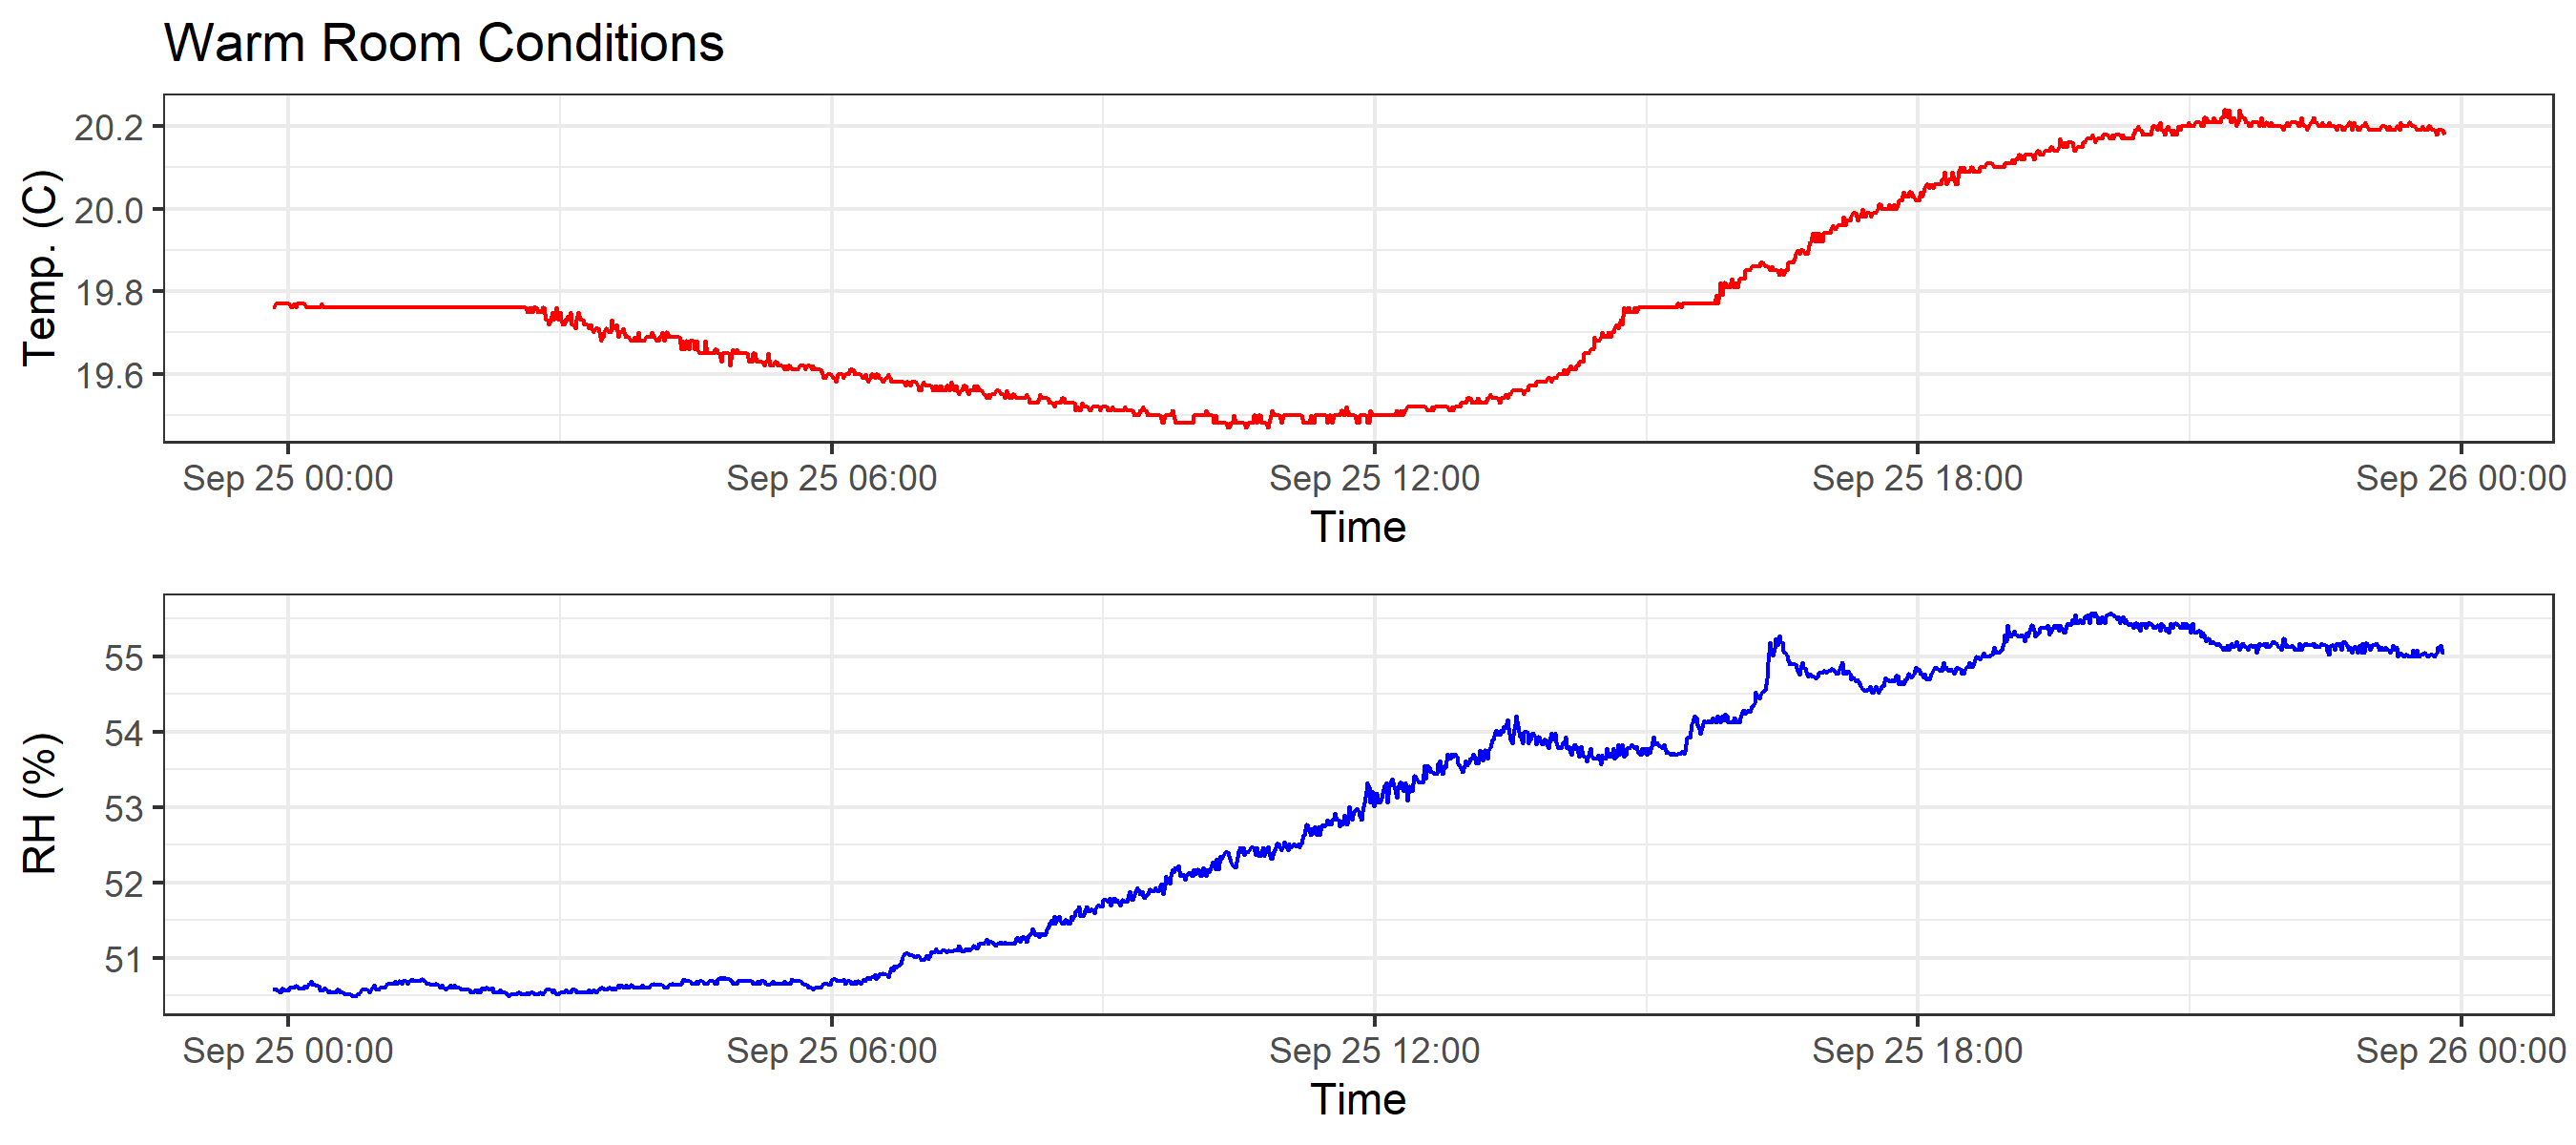 Warm Room Conditions
Temp. (C)
20.2
20.0
19.8
19.6
Sep 25 00:00 Sep 25 06:00 Sep 25 12:00 Sep 25 18:00 Sep 26 00:00
Time
RH (%)
55
54
53
52
51
Sep 25 00:00 Sep 25 06:00 Sep 25 12:00 Sep 25 18:00 Sep 26 00:00
Time